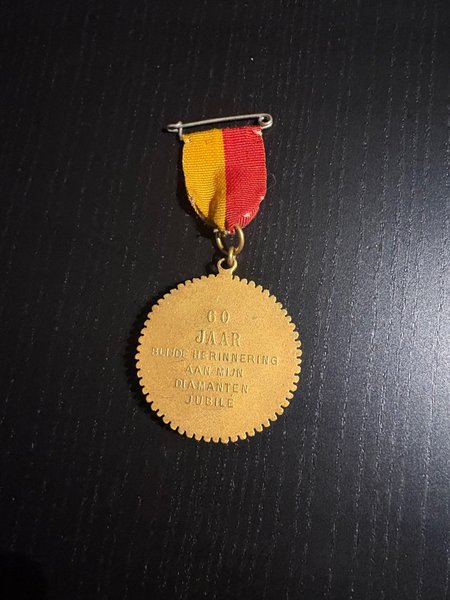 60
JAAR
BLIJDE HERINNERING
AAN MIJN
DIAMANTEN
JUBILE